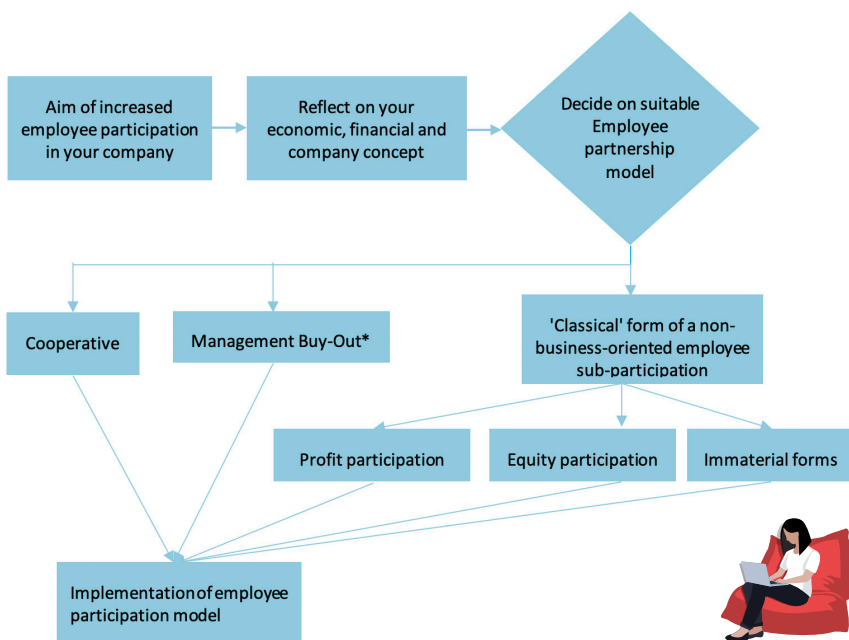 Aim of increased
employee participation
in your company
Reflect on your
economic, financial and
company concept
Decide on suitable
Employee
partnership
model
Cooperative
Management Buy-Out*
'Classical' form of a non-
business-oriented employee
sub-participation
Profit participation
Equity participation
Immaterial forms
Implementation of employee
participation model